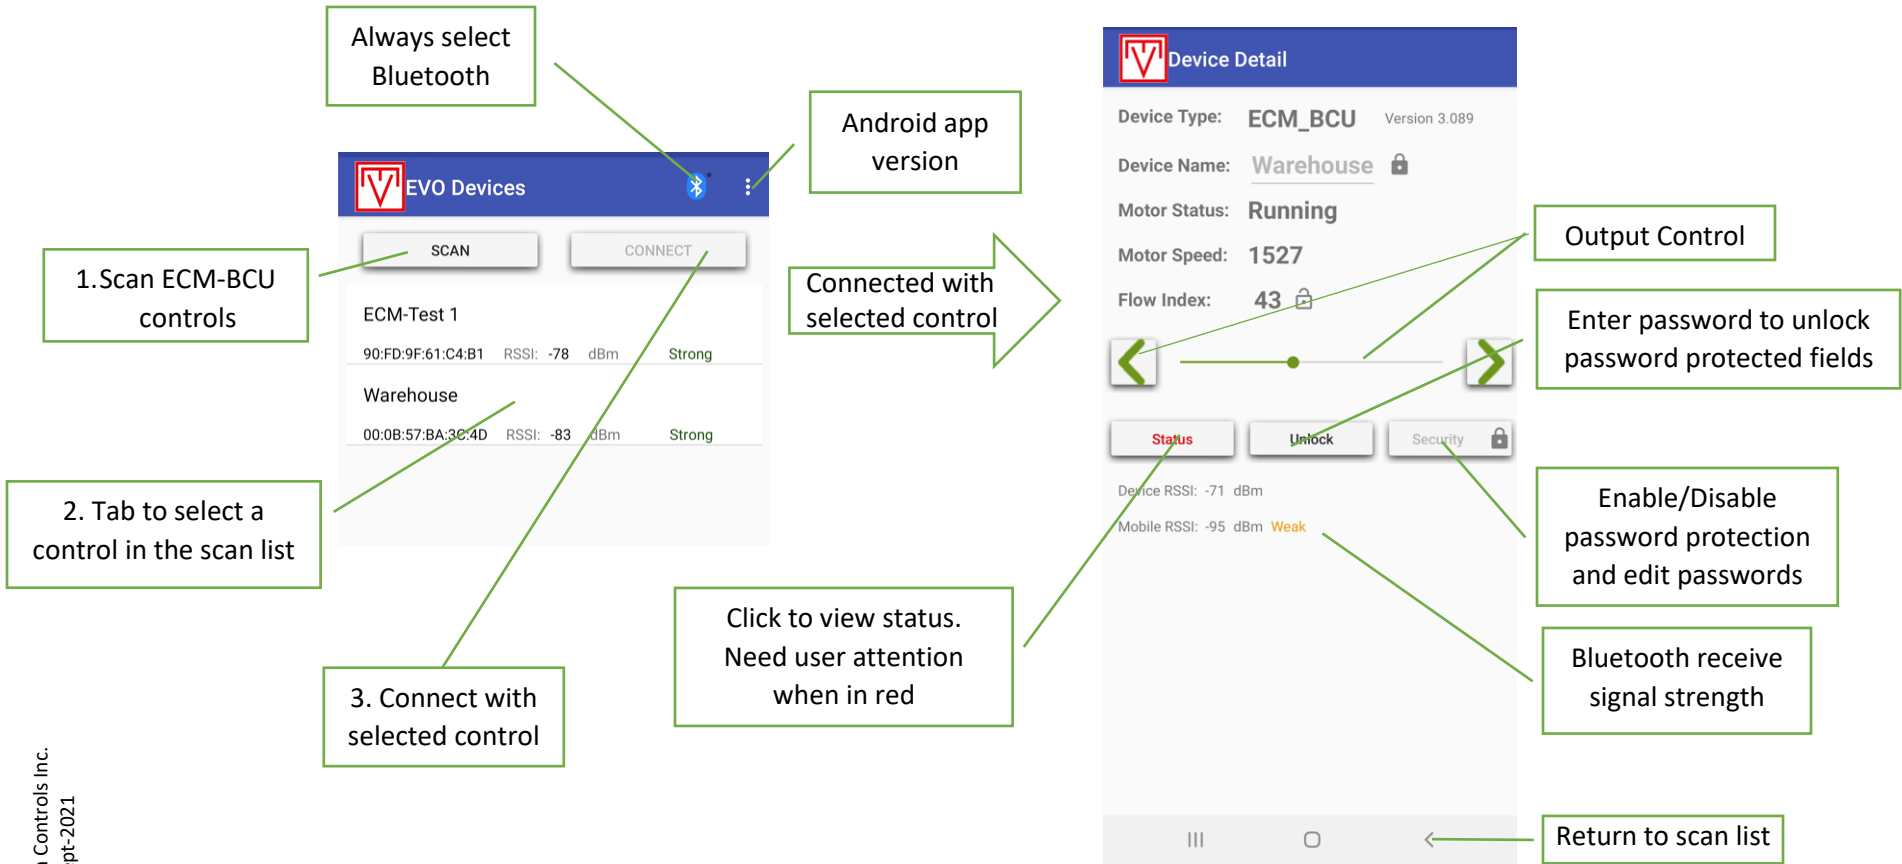 Always select
Bluetooth
Android app
version
EVO Devices
SCAN
CONNECT
1.Scan ECM-BCU
controls
ECM-Test 1
90:FD:9F:61:C4:B1 RSSI: -78 dBm Strong
Warehouse
00:0B:57:BA:3C:4D RSSI: -83 dBm Strong
2. Tab to select a
control in the scan list
3. Connect with
selected control
Connected with
selected control
Device Detail
Device Type: ECM_BCU Version 3.089
Device Name: Warehouse
Motor Status: Running
Motor Speed: 1527
Flow Index: 43
Status
Unlock
Security
Device RSSI: -71 dBm
Mobile RSSI: -95 dBm Weak
Output Control
Enter password to unlock
password protected fields
Enable/Disable
password protection
and edit passwords
Click to view status.
Need user attention
when in red
Bluetooth receive
signal strength
Return to scan list
Controls Inc.
-2021